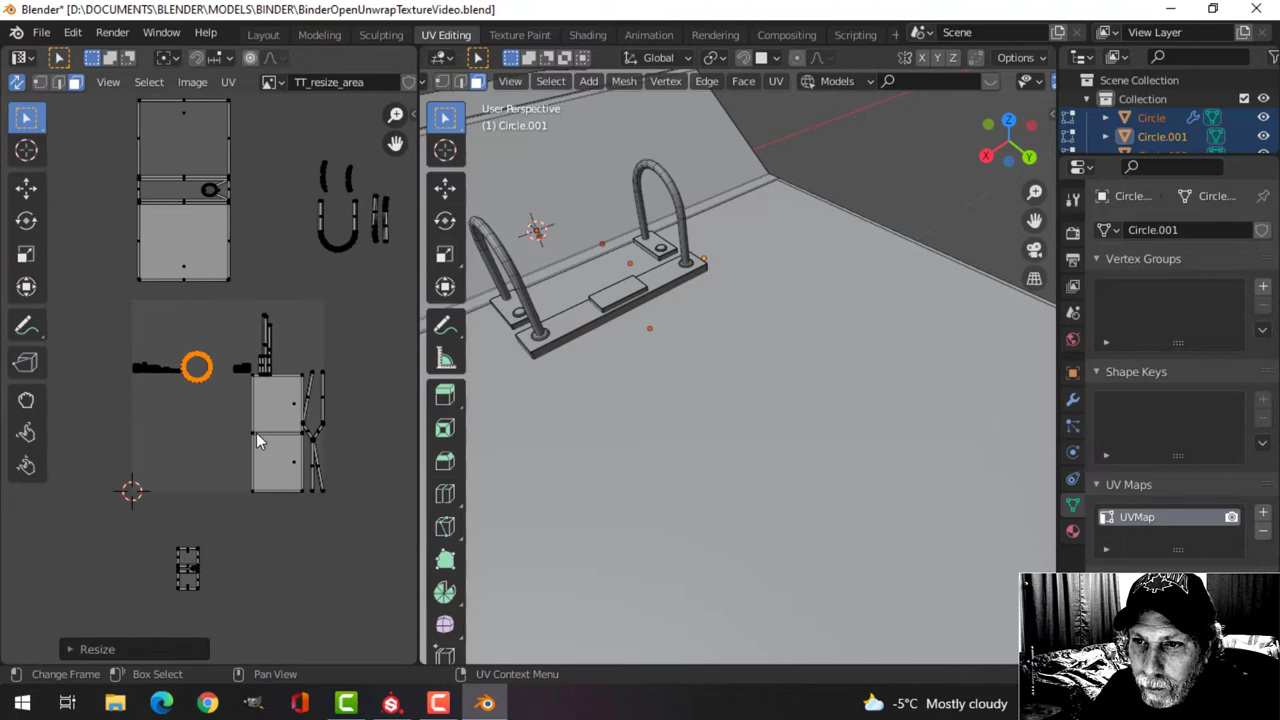 Blender* [D:\DOCUMENTS\BLENDER\MODELS\BINDER\BinderOpenUnwrapTextureVideo.blend]
File Edit Render Window Help Layout Modeling Sculpting UV Editing Texture Paint Shading Animation Rendering Compositing Scripting + Scene View Layer
Global X Y Z Options
View Select Image UV TT_resize_area View Select Add Mesh Vertex Edge Face UV Models
User Perspective
(1) Circle.001
Z
X
Y
Scene Collection
Collection
Circle
Circle.001
Circle... Circle...
Circle.001
Vertex Groups
Shape Keys
UV Maps
UVMap
Resize
Change Frame Box Select Pan View UV Context Menu
-5°C Mostly cloudy